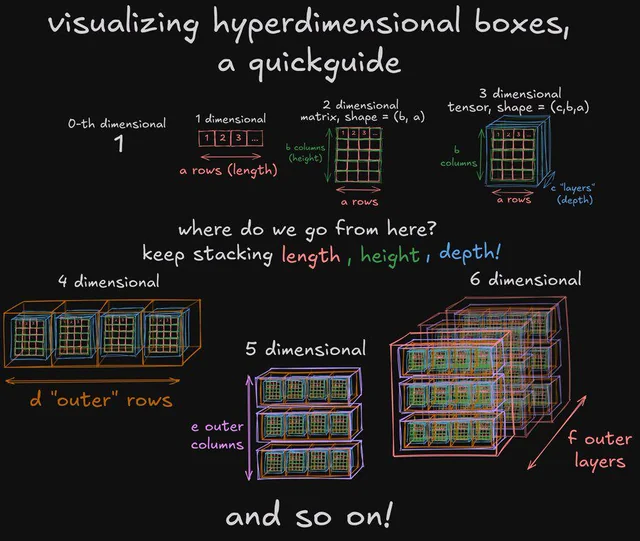 visualizing hyperdimensional boxes,
a quickguide
0-th dimensional
1
1 dimensional
1 2 3 ...
a rows (length)
2 dimensional
matrix, shape = (b, a)
1 2 3 ...
b columns
(height)
a rows
3 dimensional
tensor, shape = (c,b,a)
1 2 3 ...
b
columns
a rows
c "layers"
(depth)
where do we go from here?
keep stacking length, height, depth!
4 dimensional
d "outer" rows
5 dimensional
e outer
columns
6 dimensional
f outer
layers
and so on!